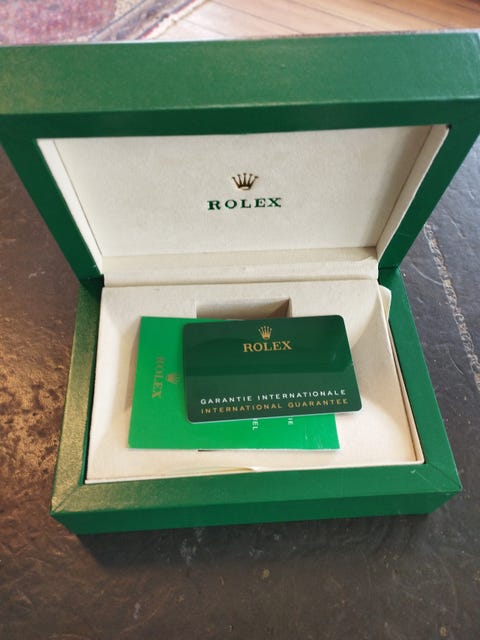 ROLEX
ROLEX
GARANTIE INTERNATIONALE
INTERNATIONAL GUARANTEE
ROLEX